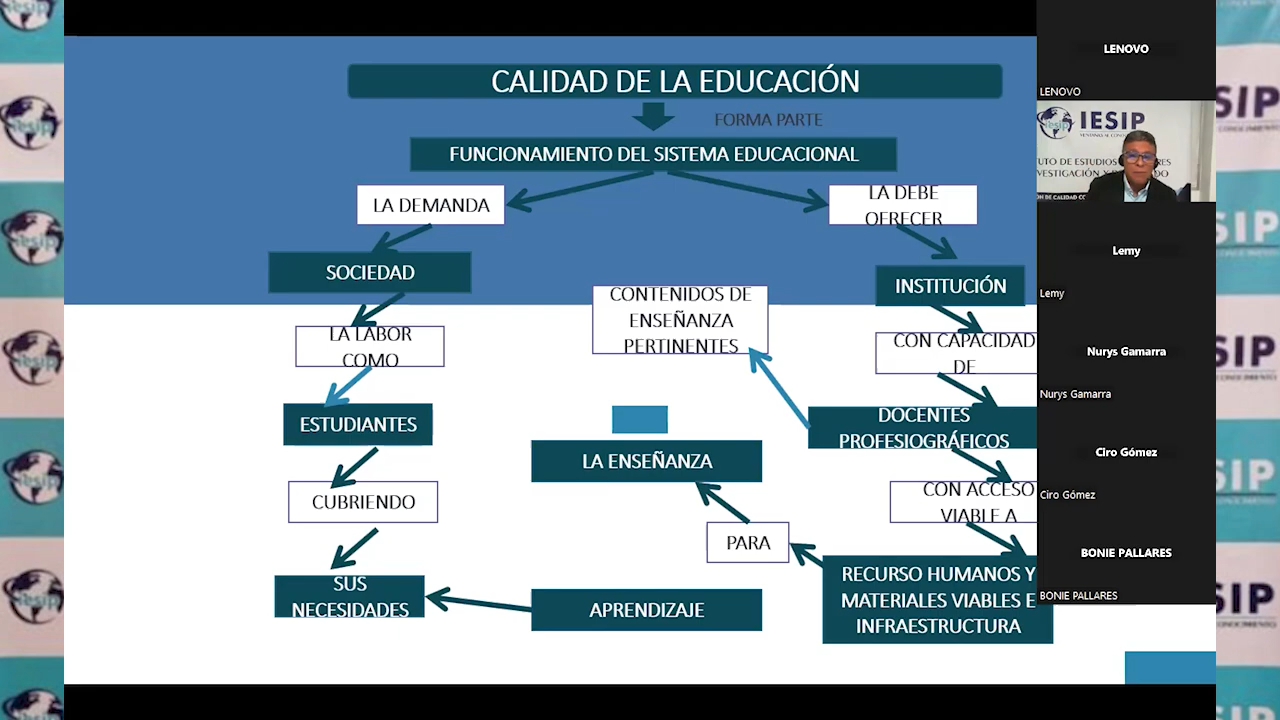 CALIDAD DE LA EDUCACIÓN
FORMA PARTE
FUNCIONAMIENTO DEL SISTEMA EDUCACIONAL
LA DEMANDA
LA DEBE
OFRECER
SOCIEDAD
INSTITUCIÓN
CONTENIDOS DE
ENSEÑANZA
PERTINENTES
LA LABOR
COMO
CON CAPACIDAD
DE
ESTUDIANTES
DOCENTES
PROFESIOGRÁFICOS
LA ENSEÑANZA
CUBRIENDO
CON ACCESO
VIABLE A
PARA
SUS
NECESIDADES
APRENDIZAJE
RECURSO HUMANOS Y
MATERIALES VIABLES E
INFRAESTRUCTURA
LENOVO
LENOVO
IESIP
Lemy
Lemy
Nurys Gamarra
Nurys Gamarra
Ciro Gómez
Ciro Gómez
BONIE PALLARES
BONIE PALLARES